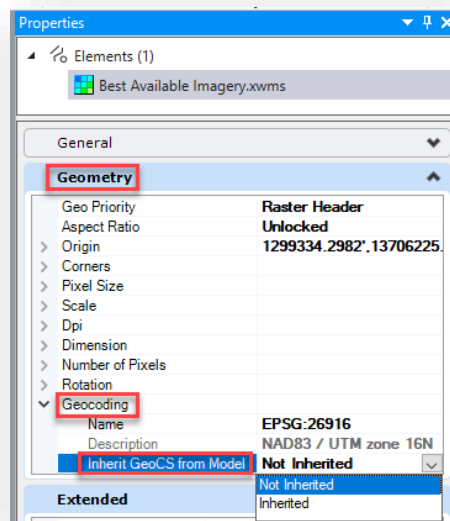 Properties
Elements (1)
Best Available Imagery.xwms
General
Geometry
Geo Priority Raster Header
Aspect Ratio Unlocked
Origin 1299334.2982',13706225.
Corners
Pixel Size
Scale
Dpi
Dimension
Number of Pixels
Rotation
Geocoding
Name EPSG:26916
Description NAD83 / UTM zone 16N
Inherit GeoCS from Model Not Inherited
Not Inherited
Inherited
Extended